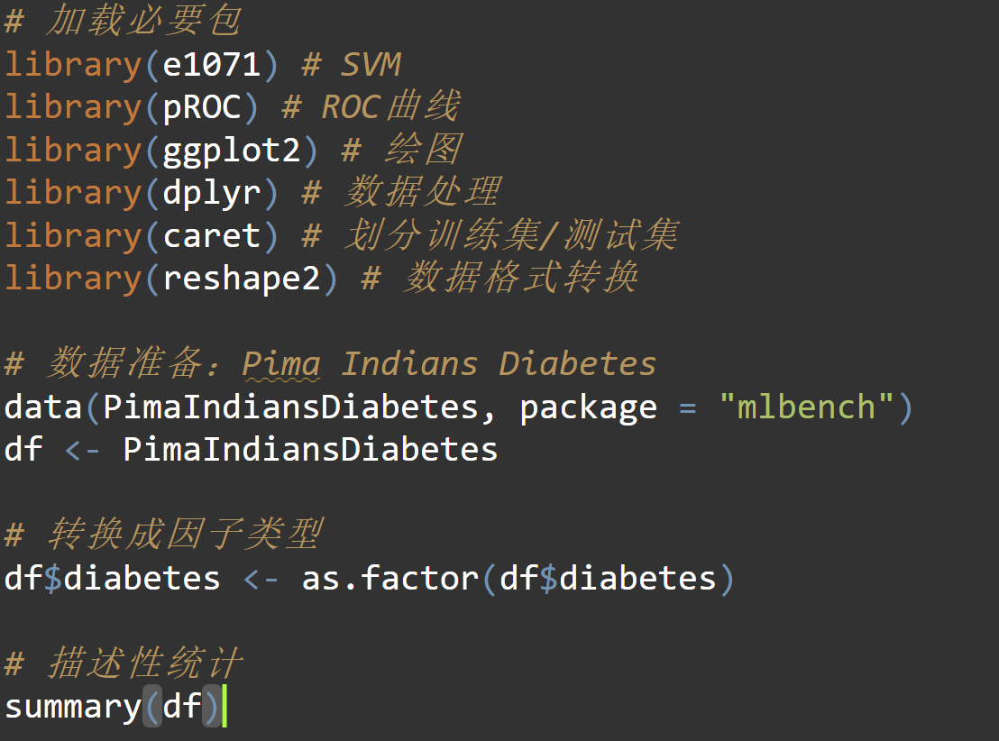 # 加载必要包
library(e1071) # SVM
library(pROC) # ROC曲线
library(ggplot2) # 绘图
library(dplyr) # 数据处理
library(caret) # 划分训练集/测试集
library(reshape2) # 数据格式转换
# 数据准备：Pima Indians Diabetes
data(PimaIndiansDiabetes, package = "mlbench")
df <- PimaIndiansDiabetes
# 转换成因子类型
df$diabetes <- as.factor(df$diabetes)
# 描述性统计
summary(df)